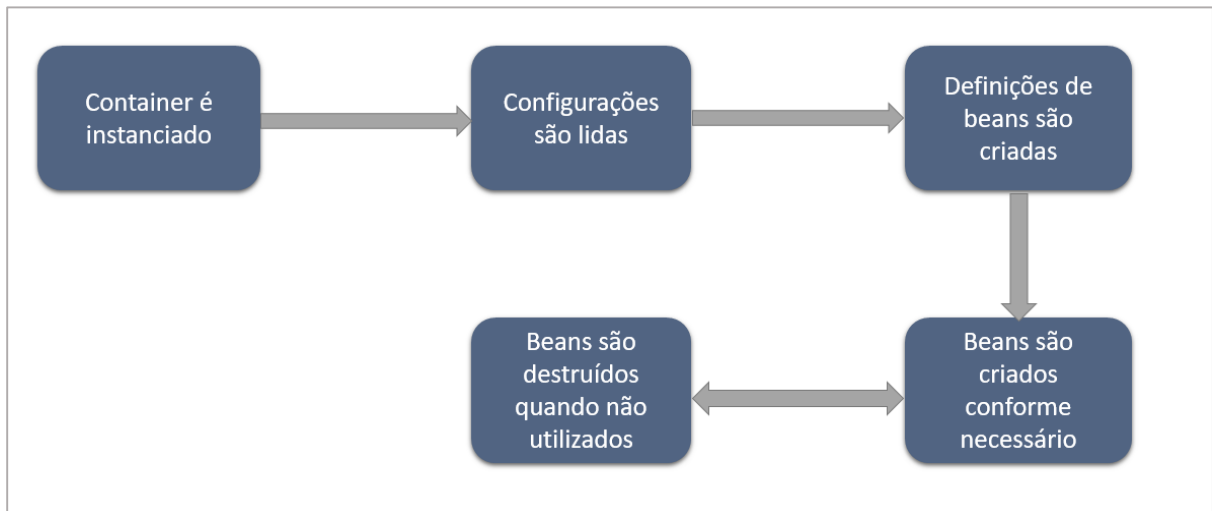 Container é
instanciado
Configurações
são lidas
Definições de
beans são
criadas
Beans são
destruídos
quando não
utilizados
Beans são
criados
conforme
necessário